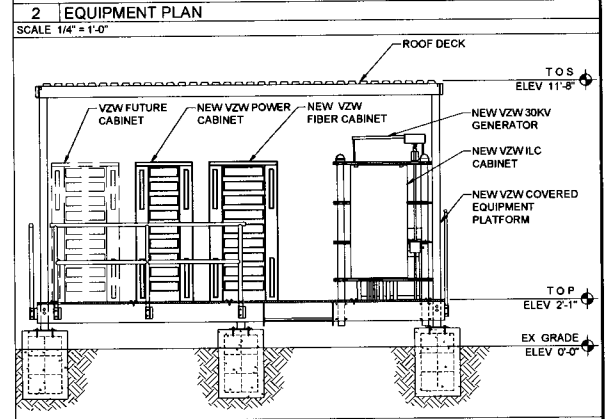 2 EQUIPMENT PLAN
SCALE 1/4" = 1'-0"
ROOF DECK
T O S
ELEV 11'-8"
VZW FUTURE
CABINET
NEW VZW POWER
CABINET
NEW VZW
FIBER CABINET
NEW VZW 30KV
GENERATOR
NEW VZW ILC
CABINET
NEW VZW COVERED
EQUIPMENT
PLATFORM
T O P
ELEV 2'-1"
EX GRADE
ELEV 0'-0"